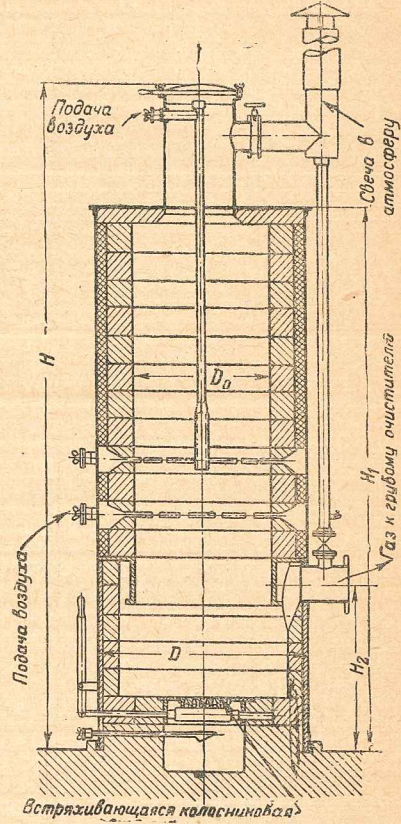 Подача
воздуха
Свеча в
атмосферу
H
D₀
H₁
Газ к грубому очистителю
Подача воздуха
D
H₂
Встряхивающаяся колосниковая